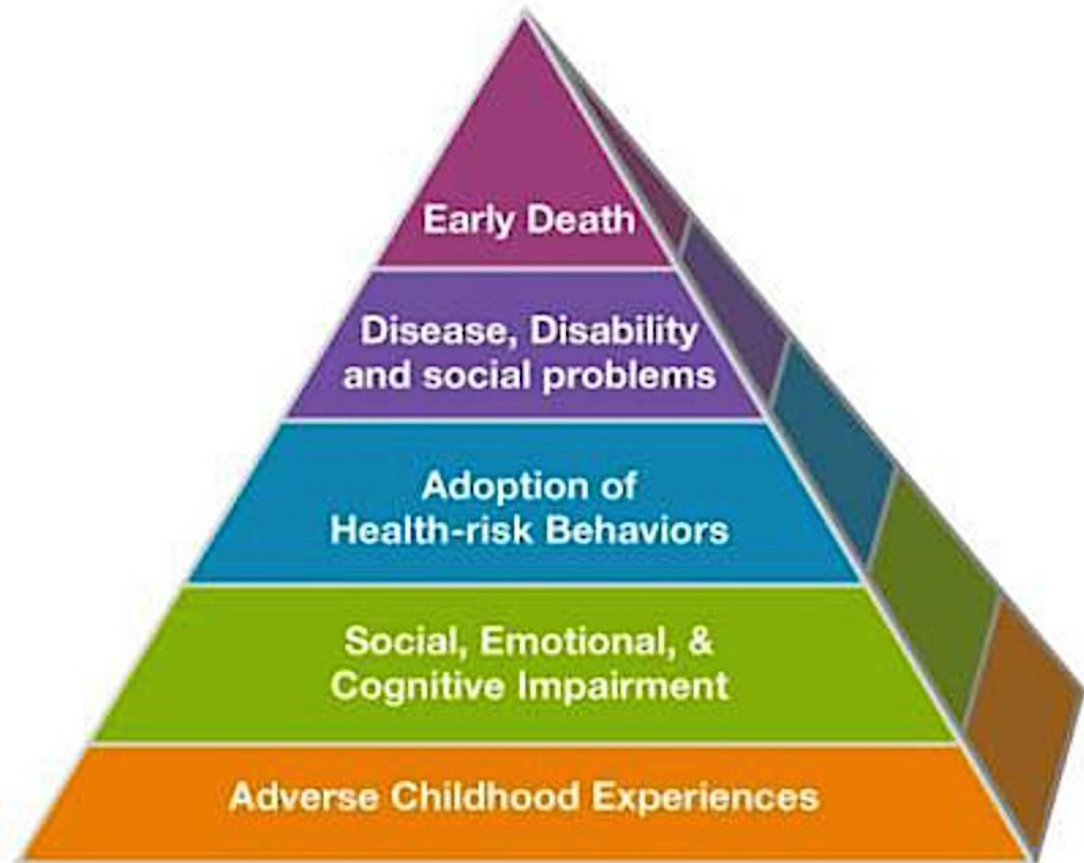 Early Death
Disease, Disability
and social problems
Adoption of
Health-risk Behaviors
Social, Emotional, &
Cognitive Impairment
Adverse Childhood Experiences